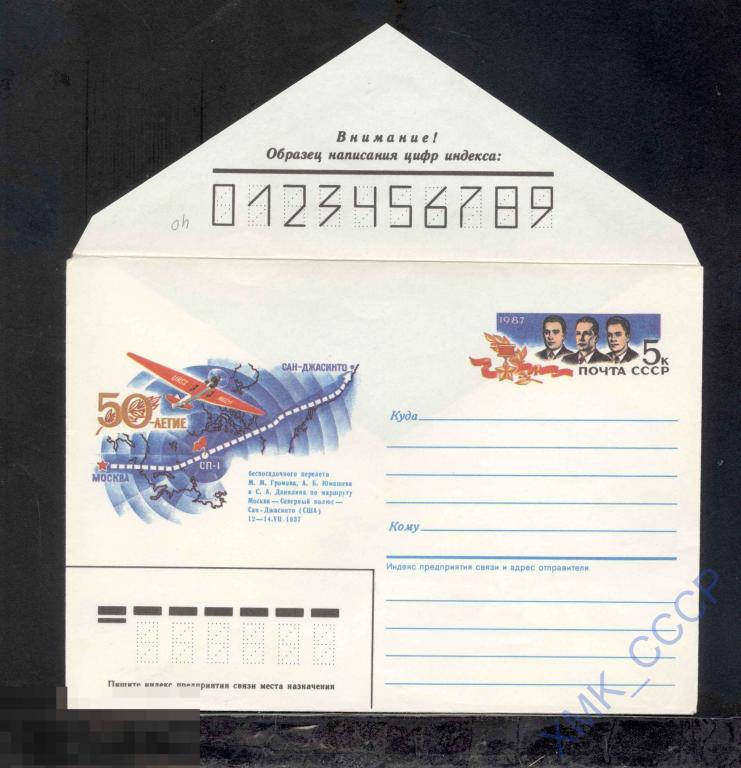 Внимание!
Образец написания цифр индекса:
0123456789
40
1987
5к
ПОЧТА СССР
САН-ДЖАСИНТО
50-ЛЕТИЕ
СП-1
МОСКВА
беспосадочного перелета
М. М. Громова, А. Б. Юмашева
и С. А. Данилина по маршруту
Москва — Северный полюс —
Сан-Джасинто (США)
12—14.VII.1937
Куда
Кому
Индекс предприятия связи и адрес отправителя
Пишите индекс предприятия связи места назначения
ХМК_СССР